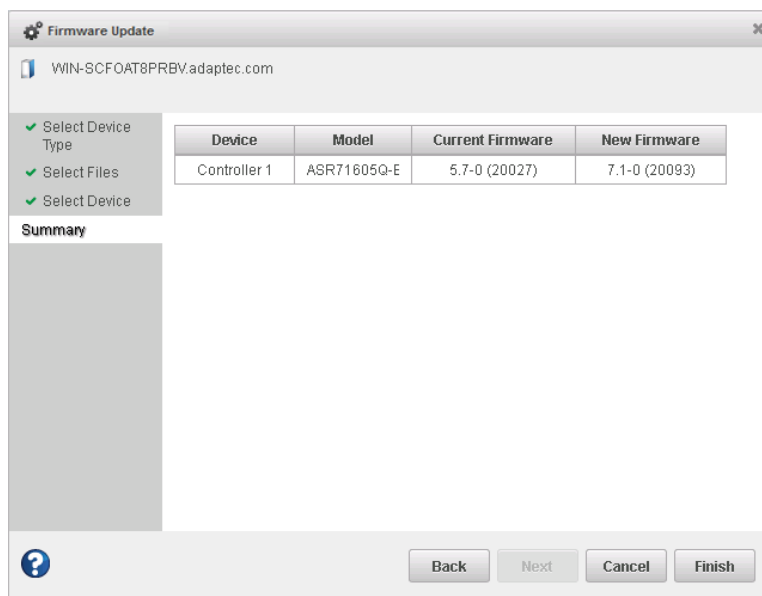 Firmware Update
WIN-SCFOAT8PRBV.adaptec.com
Select Device
Type
Select Files
Select Device
Summary
Device Model Current Firmware New Firmware
Controller 1 ASR71605Q-E 5.7-0 (20027) 7.1-0 (20093)
Back Next Cancel Finish